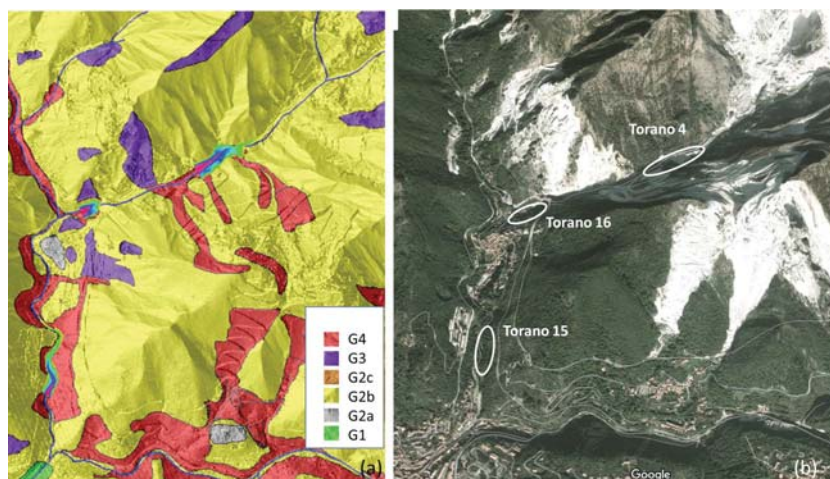 G4
G3
G2c
G2b
G2a
G1
(a)
Torano 4
Torano 16
Torano 15
Google
(b)